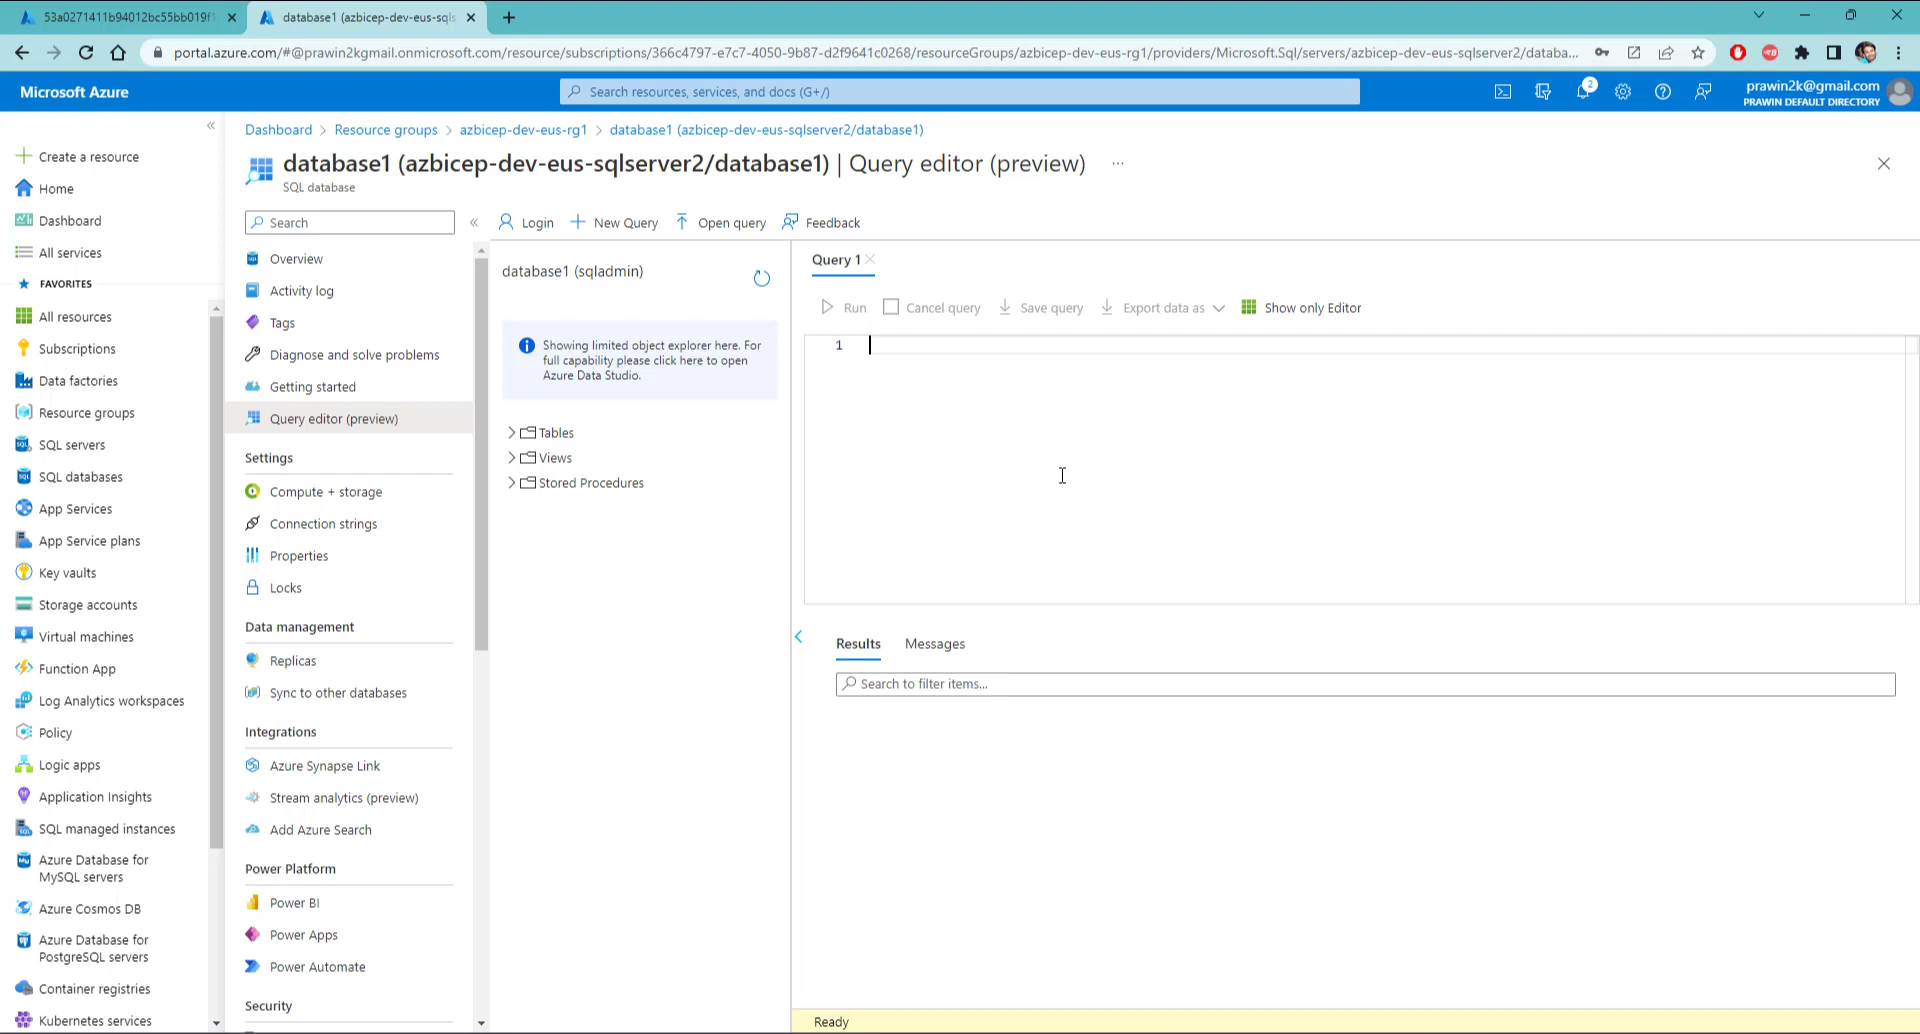 53a0271411b94012bc55bb019f1
database1 (azbicep-dev-eus-sqls
portal.azure.com/#@prawin2kgmail.onmicrosoft.com/resource/subscriptions/366c4797-e7c7-4050-9b87-d2f9641c0268/resourceGroups/azbicep-dev-eus-rg1/providers/Microsoft.Sql/servers/azbicep-dev-eus-sqlserver2/databa...
Microsoft Azure
Search resources, services, and docs (G+/)
2
prawin2k@gmail.com
PRAWIN DEFAULT DIRECTORY
Create a resource
Home
Dashboard
All services
FAVORITES
All resources
Subscriptions
Data factories
Resource groups
SQL servers
SQL databases
App Services
App Service plans
Key vaults
Storage accounts
Virtual machines
Function App
Log Analytics workspaces
Policy
Logic apps
Application Insights
SQL managed instances
Azure Database for
MySQL servers
Azure Cosmos DB
Azure Database for
PostgreSQL servers
Container registries
Kubernetes services
Dashboard > Resource groups > azbicep-dev-eus-rg1 > database1 (azbicep-dev-eus-sqlserver2/database1)
database1 (azbicep-dev-eus-sqlserver2/database1) | Query editor (preview) ...
SQL database
Search
Overview
Activity log
Tags
Diagnose and solve problems
Getting started
Query editor (preview)
Settings
Compute + storage
Connection strings
Properties
Locks
Data management
Replicas
Sync to other databases
Integrations
Azure Synapse Link
Stream analytics (preview)
Add Azure Search
Power Platform
Power BI
Power Apps
Power Automate
Security
Login
New Query
Open query
Feedback
database1 (sqladmin)
Showing limited object explorer here. For
full capability please click here to open
Azure Data Studio.
Tables
Views
Stored Procedures
Query 1
Run
Cancel query
Save query
Export data as
Show only Editor
1
Results
Messages
Search to filter items...
Ready